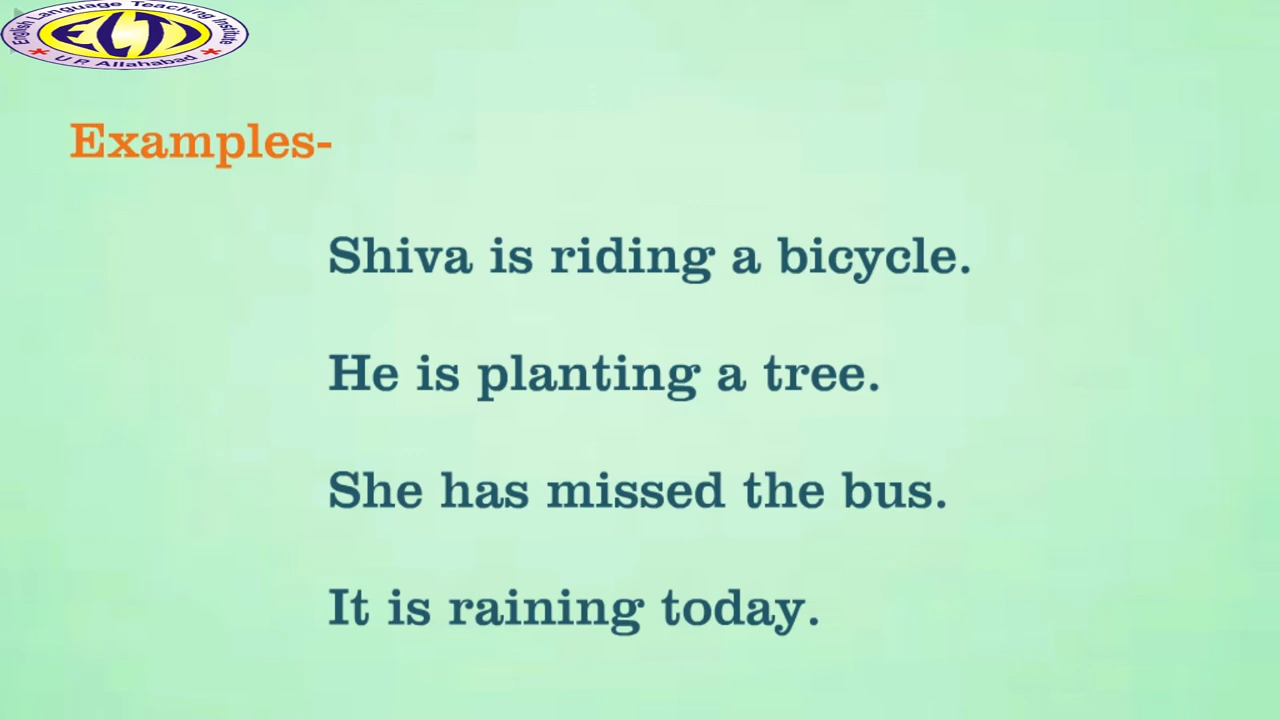 English Language Teaching Institute
ELTI
U P Allahabad
Examples-
Shiva is riding a bicycle.
He is planting a tree.
She has missed the bus.
It is raining today.